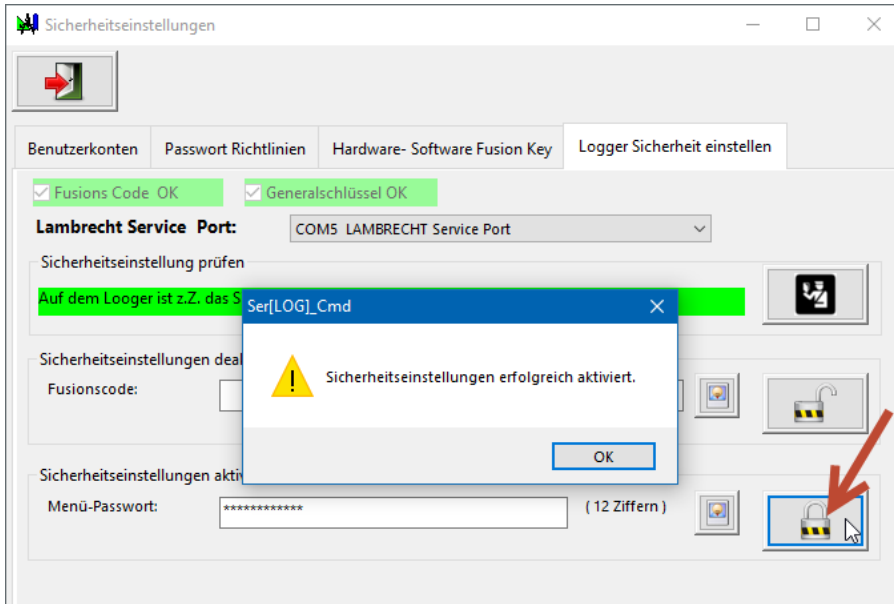 Sicherheitseinstellungen
Benutzerkonten Passwort Richtlinien Hardware- Software Fusion Key Logger Sicherheit einstellen
Fusions Code OK Generalschlüssel OK
Lambrecht Service Port: COM5 LAMBRECHT Service Port
Sicherheitseinstellung prüfen
Auf dem Looger ist z.Z. das S
Ser[LOG]_Cmd
Sicherheitseinstellungen erfolgreich aktiviert.
OK
Sicherheitseinstellungen deal
Fusionscode:
Sicherheitseinstellungen aktiv
Menü-Passwort: ************ ( 12 Ziffern )